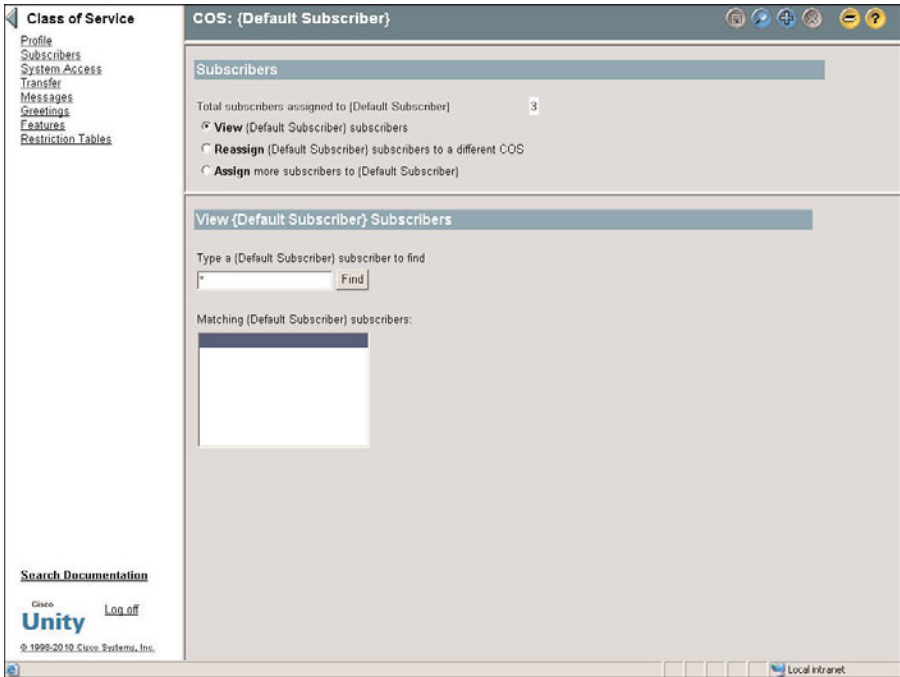 Class of Service
Profile
Subscribers
System Access
Transfer
Messages
Greetings
Features
Restriction Tables
Search Documentation
Cisco
Unity
Log off
© 1998-2010 Cisco Systems, Inc.
COS: {Default Subscriber}
Subscribers
Total subscribers assigned to {Default Subscriber} 3
View {Default Subscriber} subscribers
Reassign {Default Subscriber} subscribers to a different COS
Assign more subscribers to {Default Subscriber}
View {Default Subscriber} Subscribers
Type a {Default Subscriber} subscriber to find
* Find
Matching {Default Subscriber} subscribers:
Local intranet